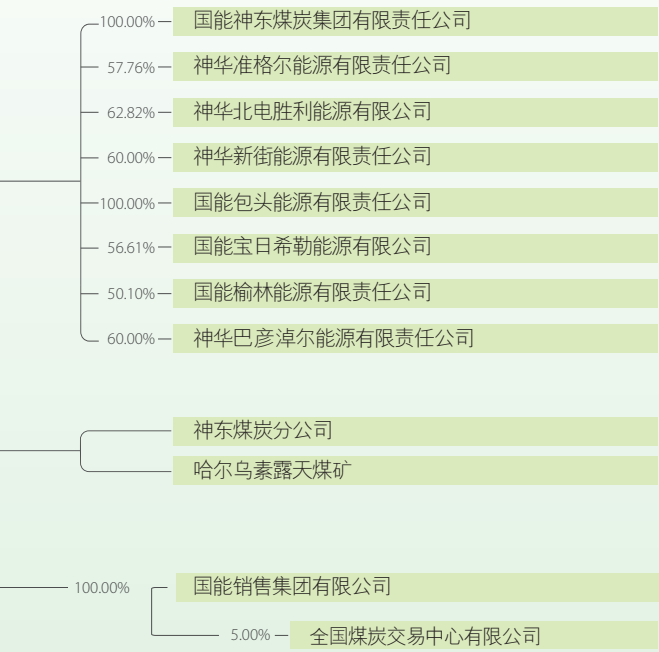 100.00% 国能神东煤炭集团有限责任公司
57.76% 神华准格尔能源有限责任公司
62.82% 神华北电胜利能源有限公司
60.00% 神华新街能源有限责任公司
100.00% 国能包头能源有限责任公司
56.61% 国能宝日希勒能源有限公司
50.10% 国能榆林能源有限责任公司
60.00% 神华巴彦淖尔能源有限责任公司
神东煤炭分公司
哈尔乌素露天煤矿
100.00% 国能销售集团有限公司
5.00% 全国煤炭交易中心有限公司